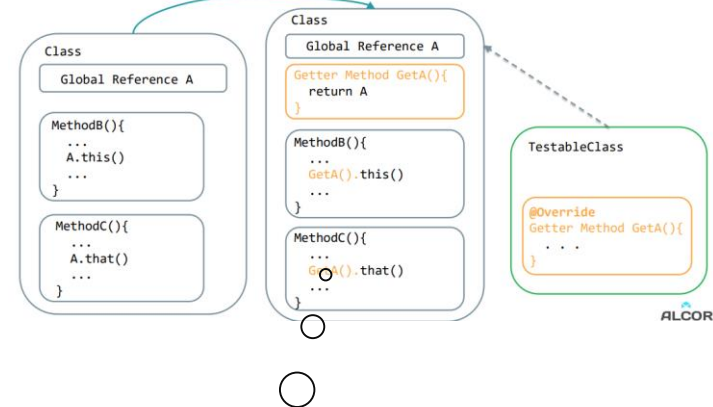 Class
Global Reference A
MethodB(){
...
A.this()
...
}
MethodC(){
...
A.that()
...
}
Class
Global Reference A
Getter Method GetA(){
return A
}
MethodB(){
...
GetA().this()
...
}
MethodC(){
...
GetA().that()
...
}
TestableClass
@Override
Getter Method GetA(){
. . .
}
ALCOR